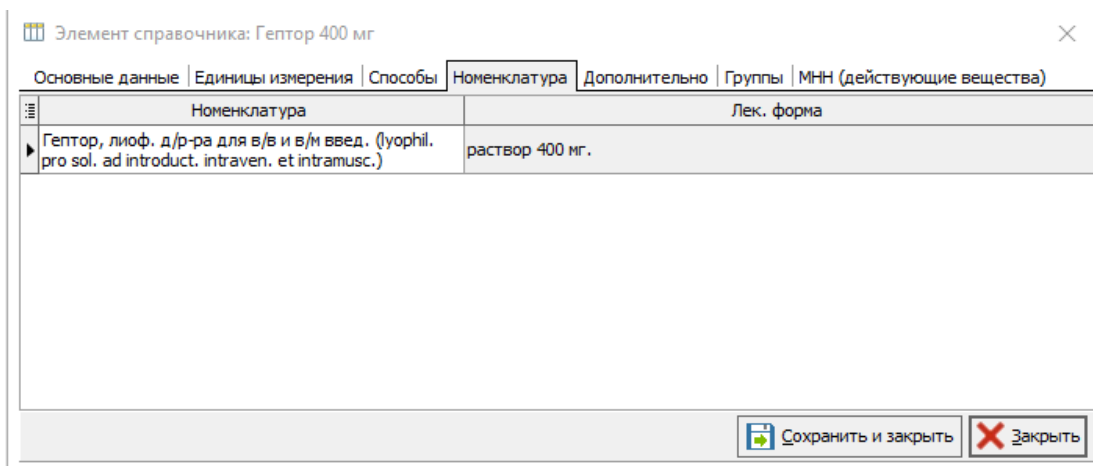 Элемент справочника: Гептор 400 мг
Основные данные Единицы измерения Способы Номенклатура Дополнительно Группы МНН (действующие вещества)
Номенклатура Лек. форма
Гептор, лиоф. д/р-ра для в/в и в/м введ. (lyophil.
pro sol. ad introduct. intraven. et intramusc.) раствор 400 мг.
Сохранить и закрыть Закрыть